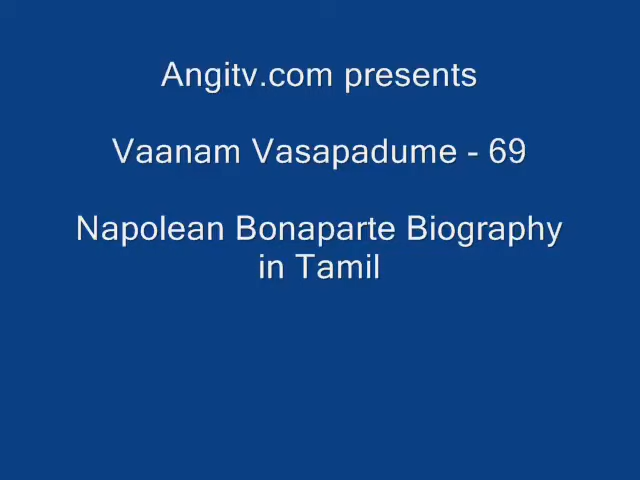 Angitv.com presents
Vaanam Vasapadume - 69
Napolean Bonaparte Biography
in Tamil